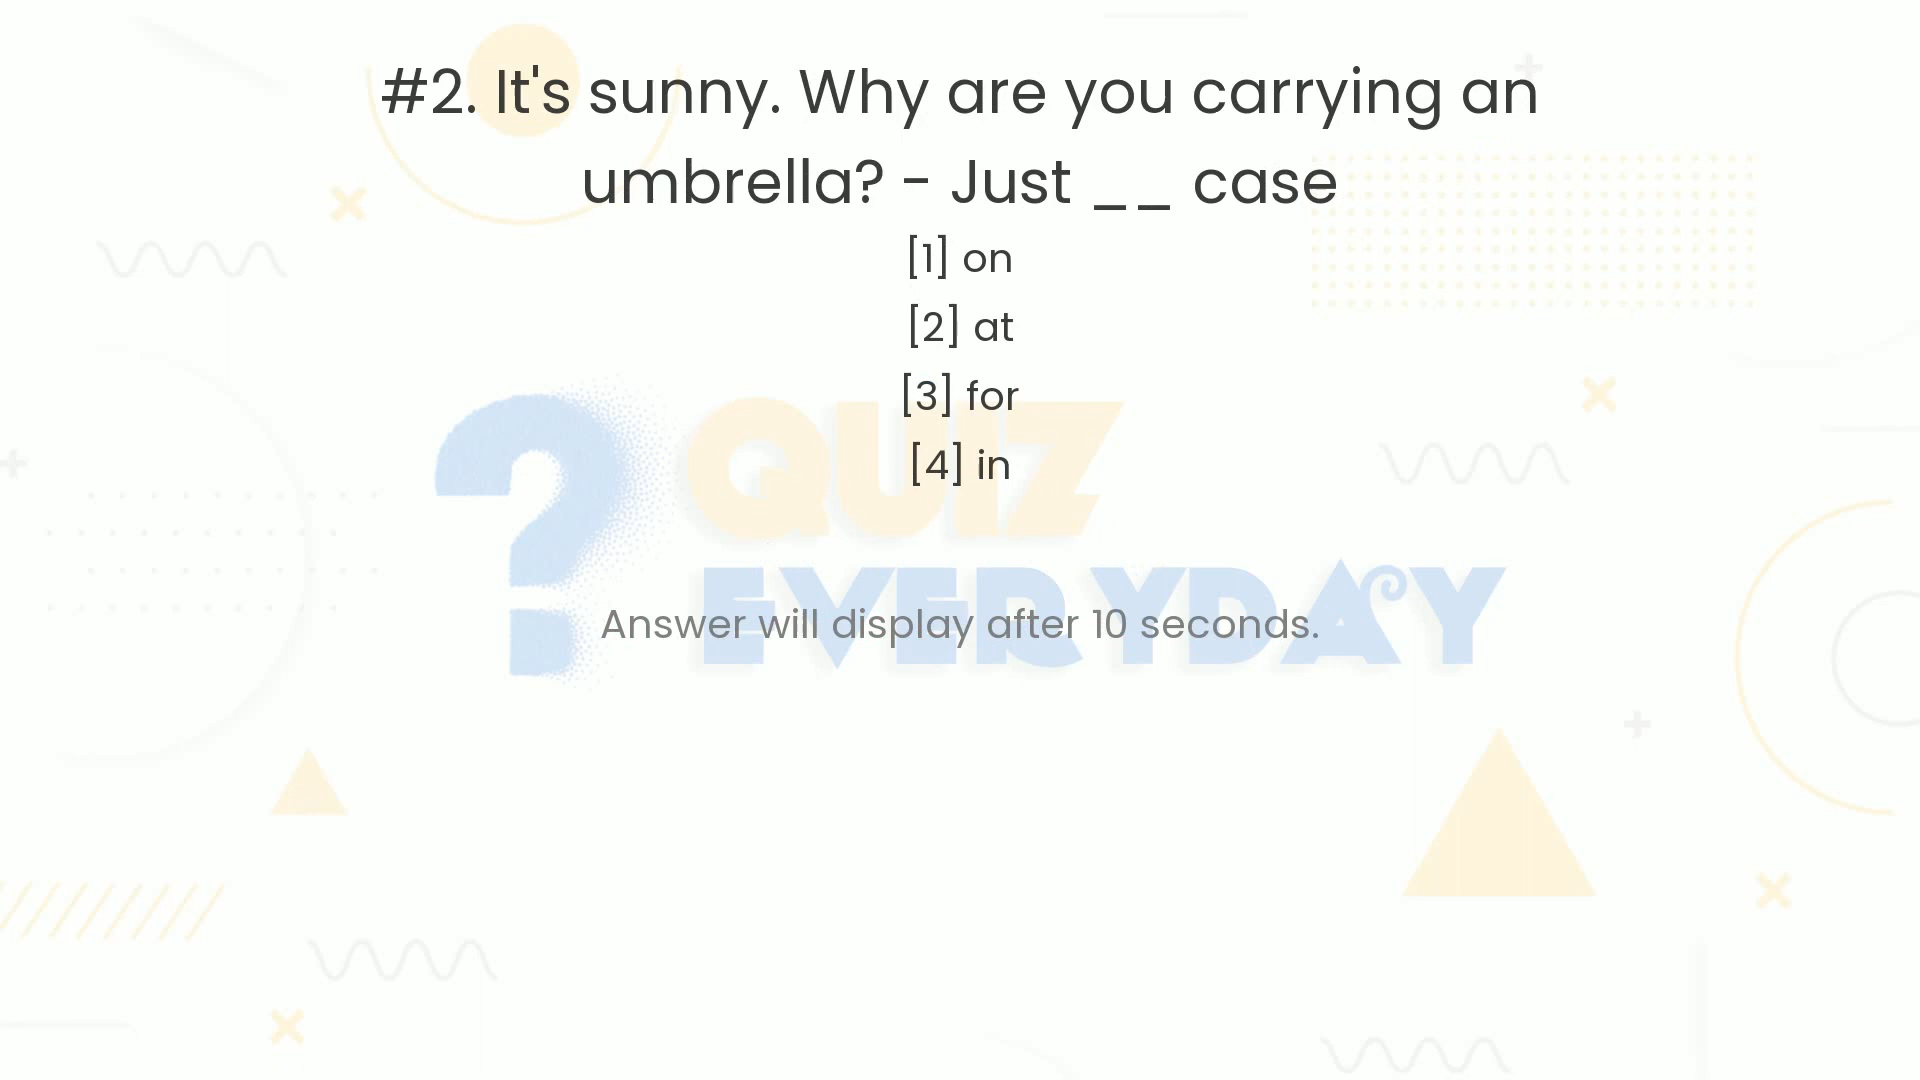 #2. It's sunny. Why are you carrying an
umbrella? - Just __ case
[1] on
[2] at
[3] for
[4] in
? QUIZ
EVERYDAY
Answer will display after 10 seconds.